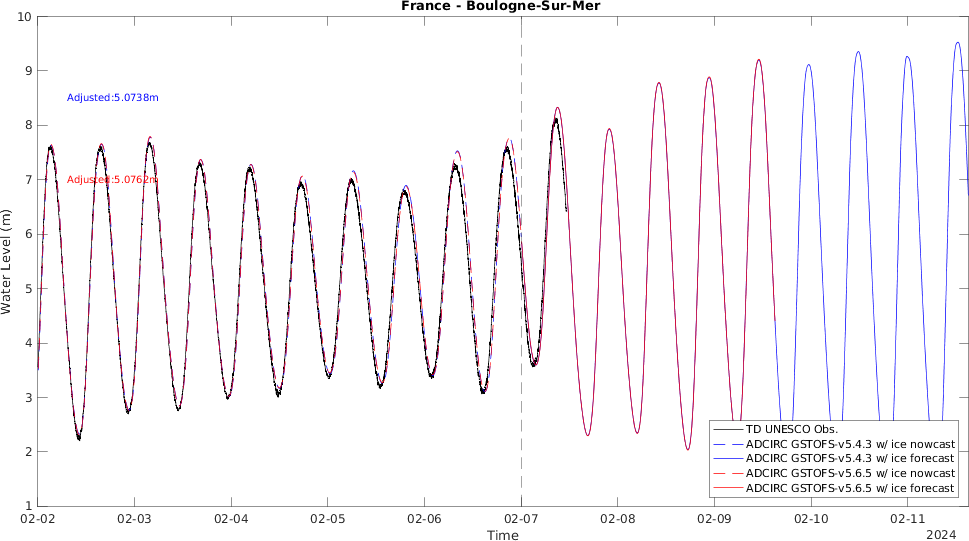 France - Boulogne-Sur-Mer
10
9
8
7
6
5
4
3
2
1
Water Level (m)
Adjusted:5.0738m
Adjusted:5.0762m
TD UNESCO Obs.
ADCIRC GSTOFS-v5.4.3 w/ ice nowcast
ADCIRC GSTOFS-v5.4.3 w/ ice forecast
ADCIRC GSTOFS-v5.6.5 w/ ice nowcast
ADCIRC GSTOFS-v5.6.5 w/ ice forecast
02-02 02-03 02-04 02-05 02-06 02-07 02-08 02-09 02-10 02-11
Time
2024